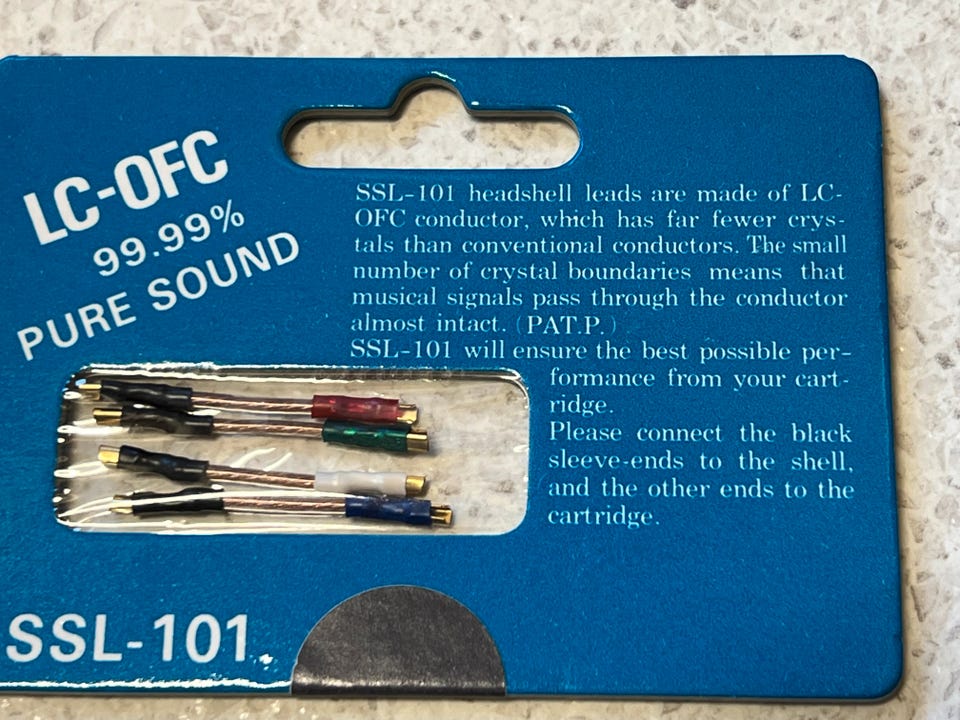 LC-OFC
99.99%
PURE SOUND
SSL-101 headshell leads are made of LC-
OFC conductor, which has far fewer crys-
tals than conventional conductors. The small
number of crystal boundaries means that
musical signals pass through the conductor
almost intact. (PAT.P.)
SSL-101 will ensure the best possible per-
formance from your cart-
ridge.
Please connect the black
sleeve-ends to the shell,
and the other ends to the
cartridge.
SSL-101